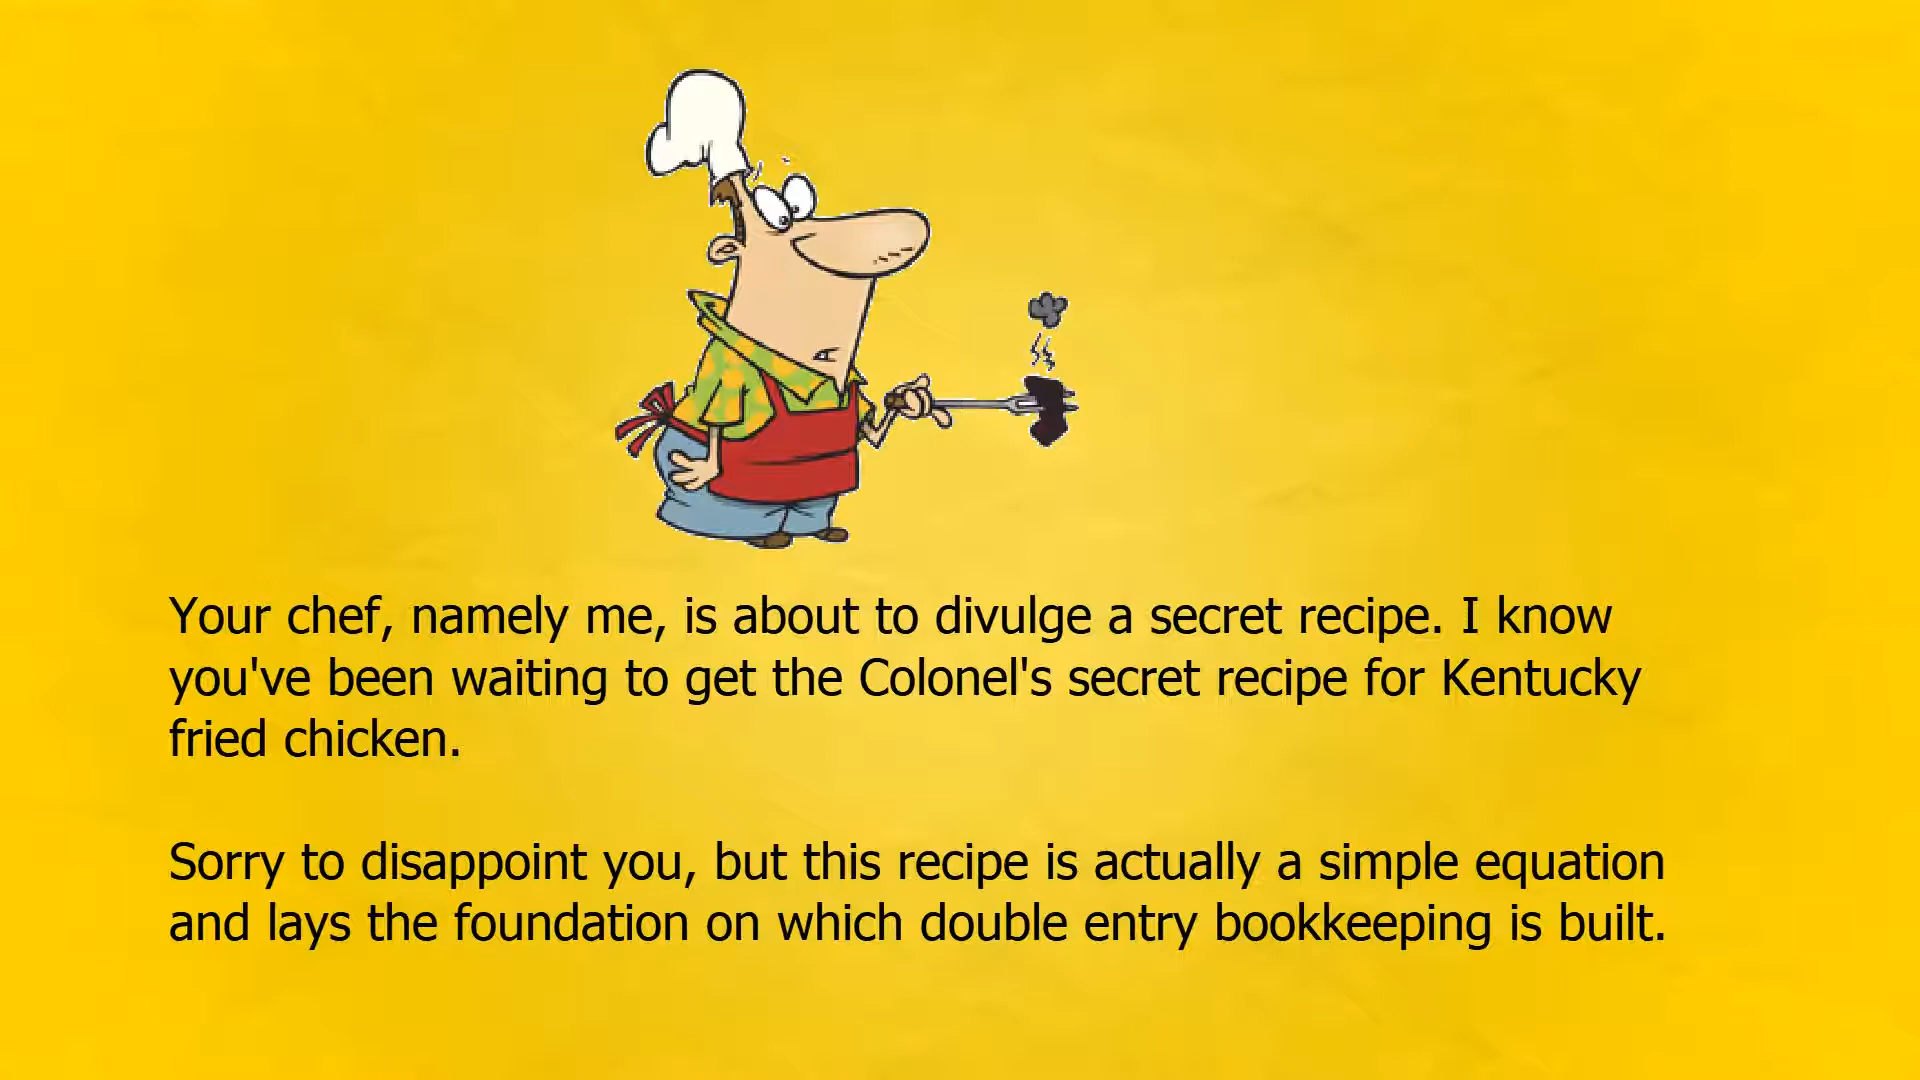 Your chef, namely me, is about to divulge a secret recipe. I know
you've been waiting to get the Colonel's secret recipe for Kentucky
fried chicken.
Sorry to disappoint you, but this recipe is actually a simple equation
and lays the foundation on which double entry bookkeeping is built.